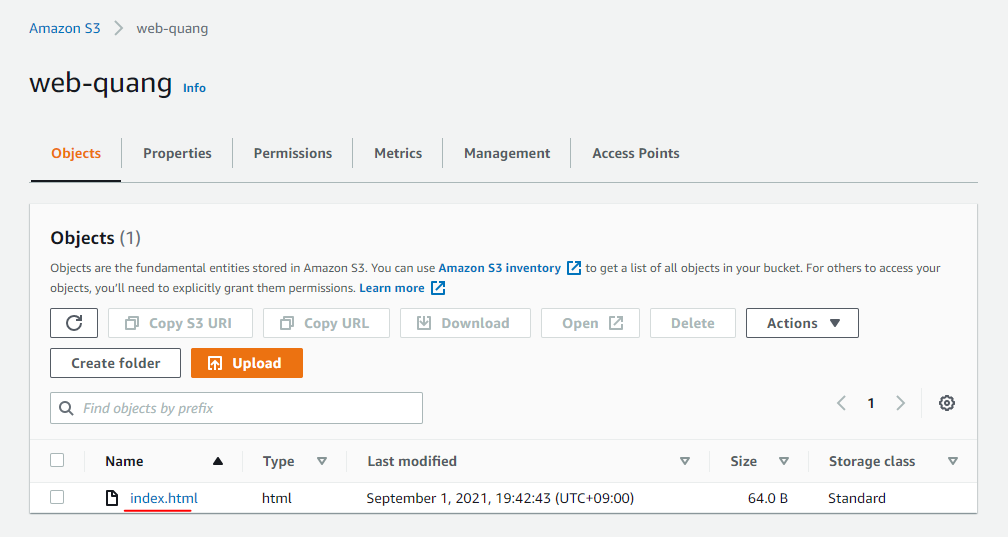 Amazon S3 > web-quang
web-quang Info
Objects Properties Permissions Metrics Management Access Points
Objects (1)
Objects are the fundamental entities stored in Amazon S3. You can use Amazon S3 inventory to get a list of all objects in your bucket. For others to access your
objects, you'll need to explicitly grant them permissions. Learn more
Copy S3 URI Copy URL Download Open Delete Actions
Create folder Upload
Find objects by prefix 1
Name Type Last modified Size Storage class
index.html html September 1, 2021, 19:42:43 (UTC+09:00) 64.0 B Standard